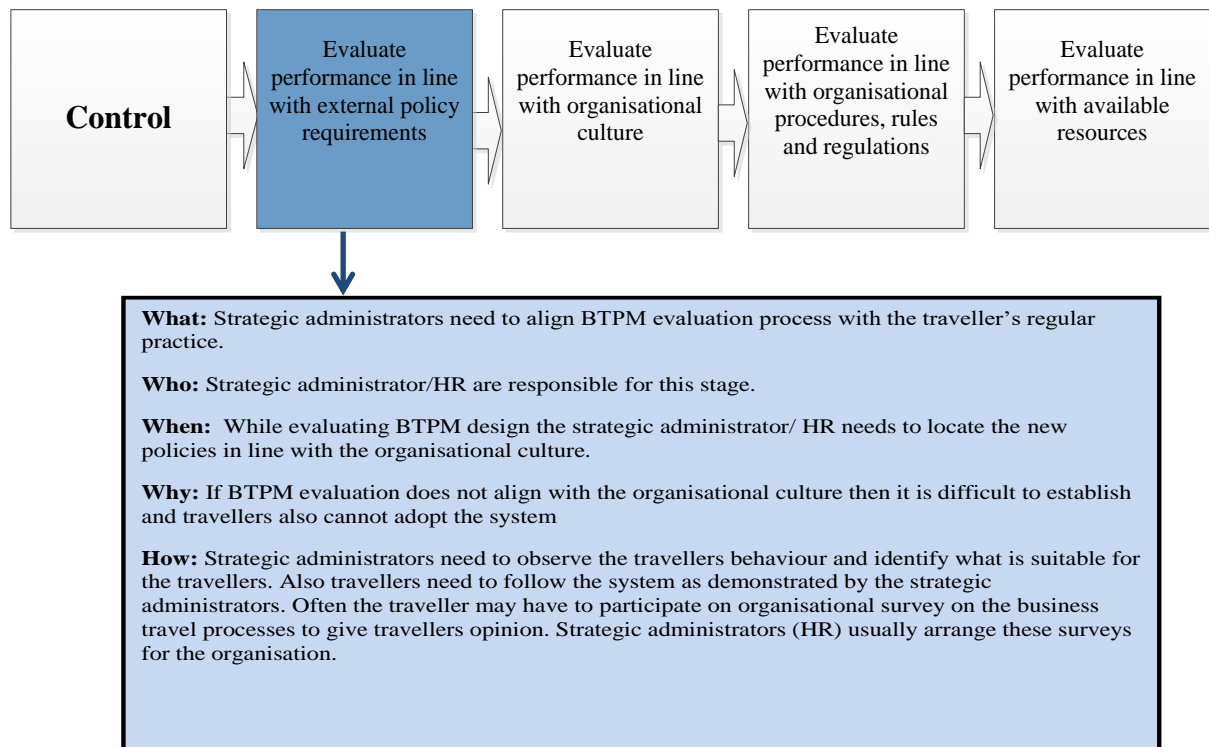 Control
Evaluate
performance in line
with external policy
requirements
Evaluate
performance in line
with organisational
culture
Evaluate
performance in line
with organisational
procedures, rules
and regulations
Evaluate
performance in line
with available
resources
What: Strategic administrators need to align BTPM evaluation process with the traveller’s regular
practice.
Who: Strategic administrator/HR are responsible for this stage.
When:  While evaluating BTPM design the strategic administrator/ HR needs to locate the new
policies in line with the organisational culture.
Why: If BTPM evaluation does not align with the organisational culture then it is difficult to establish
and travellers also cannot adopt the system
How: Strategic administrators need to observe the travellers behaviour and identify what is suitable for
the travellers. Also travellers need to follow the system as demonstrated by the strategic
administrators. Often the traveller may have to participate on organisational survey on the business
travel processes to give travellers opinion. Strategic administrators (HR) usually arrange these surveys
for the organisation.